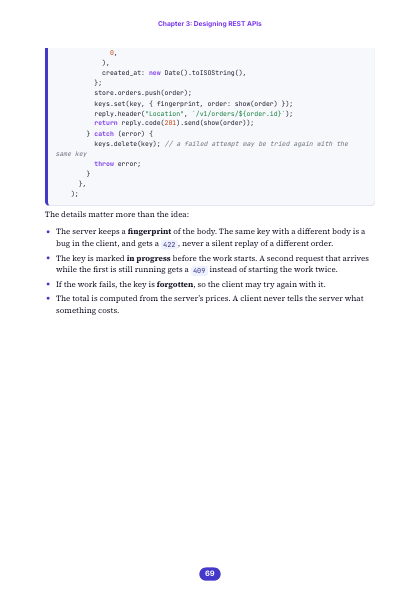 Chapter 3: Designing REST APIs
0,
),
created_at: new Date().toISOString(),
};
store.orders.push(order);
keys.set(key, { fingerprint, order: show(order) });
reply.header("Location", `/v1/orders/${order.id}`);
return reply.code(201).send(show(order));
} catch (error) {
keys.delete(key); // a failed attempt may be tried again with the
same key
throw error;
}
},
);
The details matter more than the idea:
• The server keeps a fingerprint of the body. The same key with a different body is a
bug in the client, and gets a 422, never a silent replay of a different order.
• The key is marked in progress before the work starts. A second request that arrives
while the first is still running gets a 409 instead of starting the work twice.
• If the work fails, the key is forgotten, so the client may try again with it.
• The total is computed from the server's prices. A client never tells the server what
something costs.
69